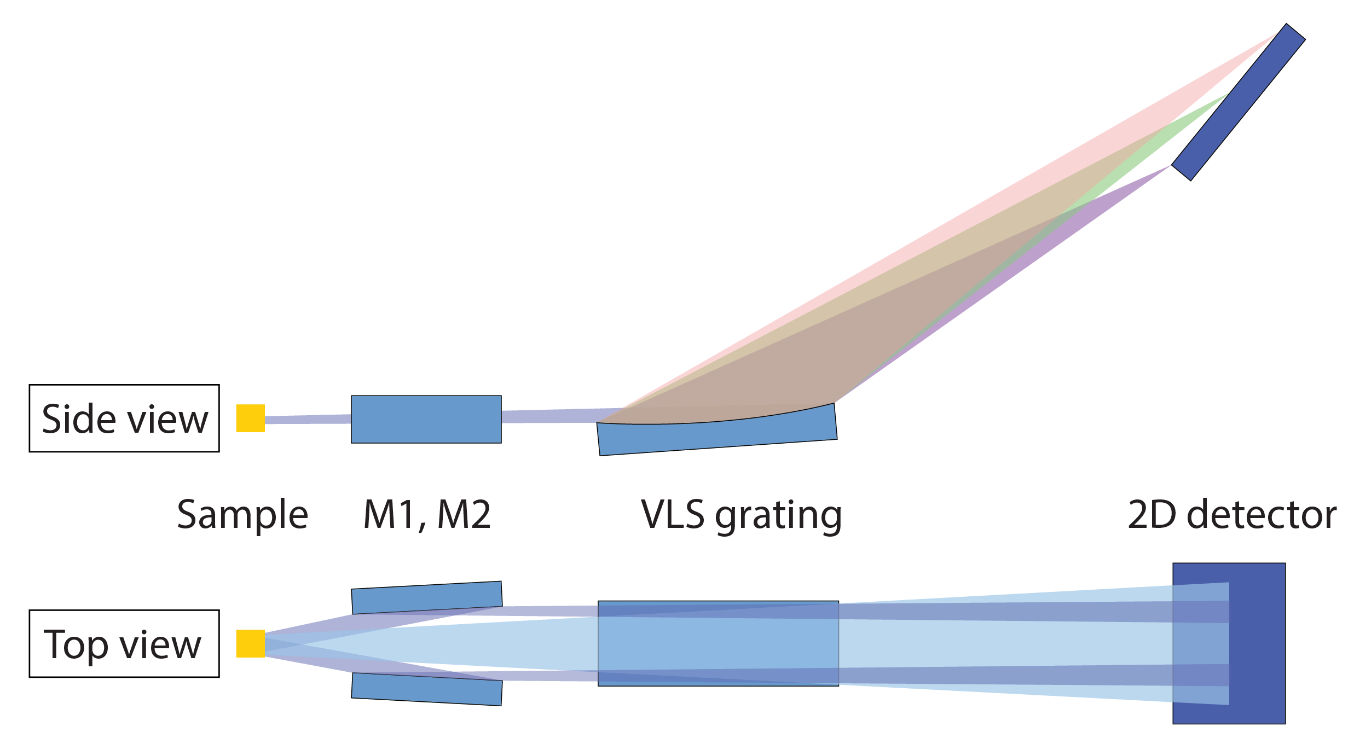 Side view
Sample
M1, M2
VLS grating
2D detector
Top view